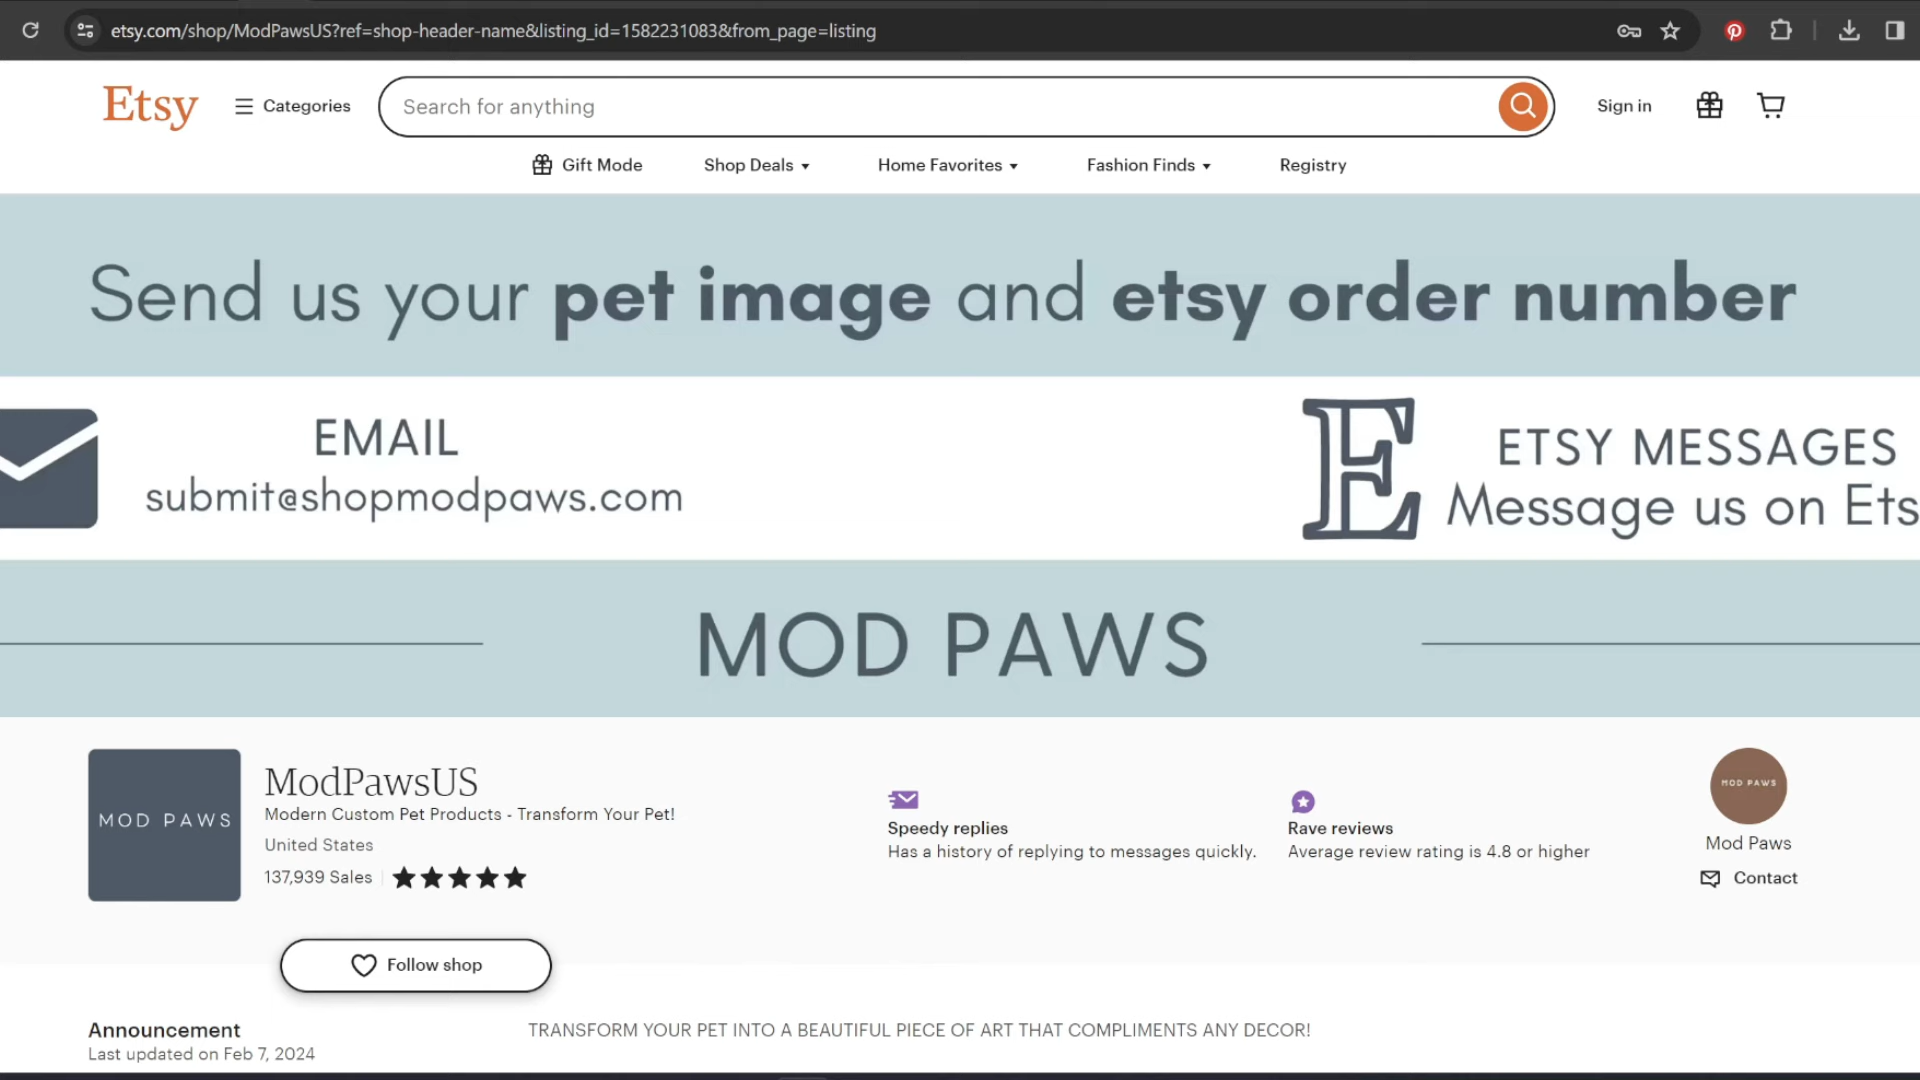 etsy.com/shop/ModPawsUS?ref=shop-header-name&listing_id=1582231083&from_page=listing
Etsy
Categories
Search for anything
Sign in
Gift Mode
Shop Deals
Home Favorites
Fashion Finds
Registry
Send us your pet image and etsy order number
EMAIL
submit@shopmodpaws.com
E
ETSY MESSAGES
Message us on Ets
MOD PAWS
MOD PAWS
ModPawsUS
Modern Custom Pet Products - Transform Your Pet!
United States
137,939 Sales
Speedy replies
Has a history of replying to messages quickly.
Rave reviews
Average review rating is 4.8 or higher
MOD PAWS
Mod Paws
Contact
Follow shop
Announcement
Last updated on Feb 7, 2024
TRANSFORM YOUR PET INTO A BEAUTIFUL PIECE OF ART THAT COMPLIMENTS ANY DECOR!